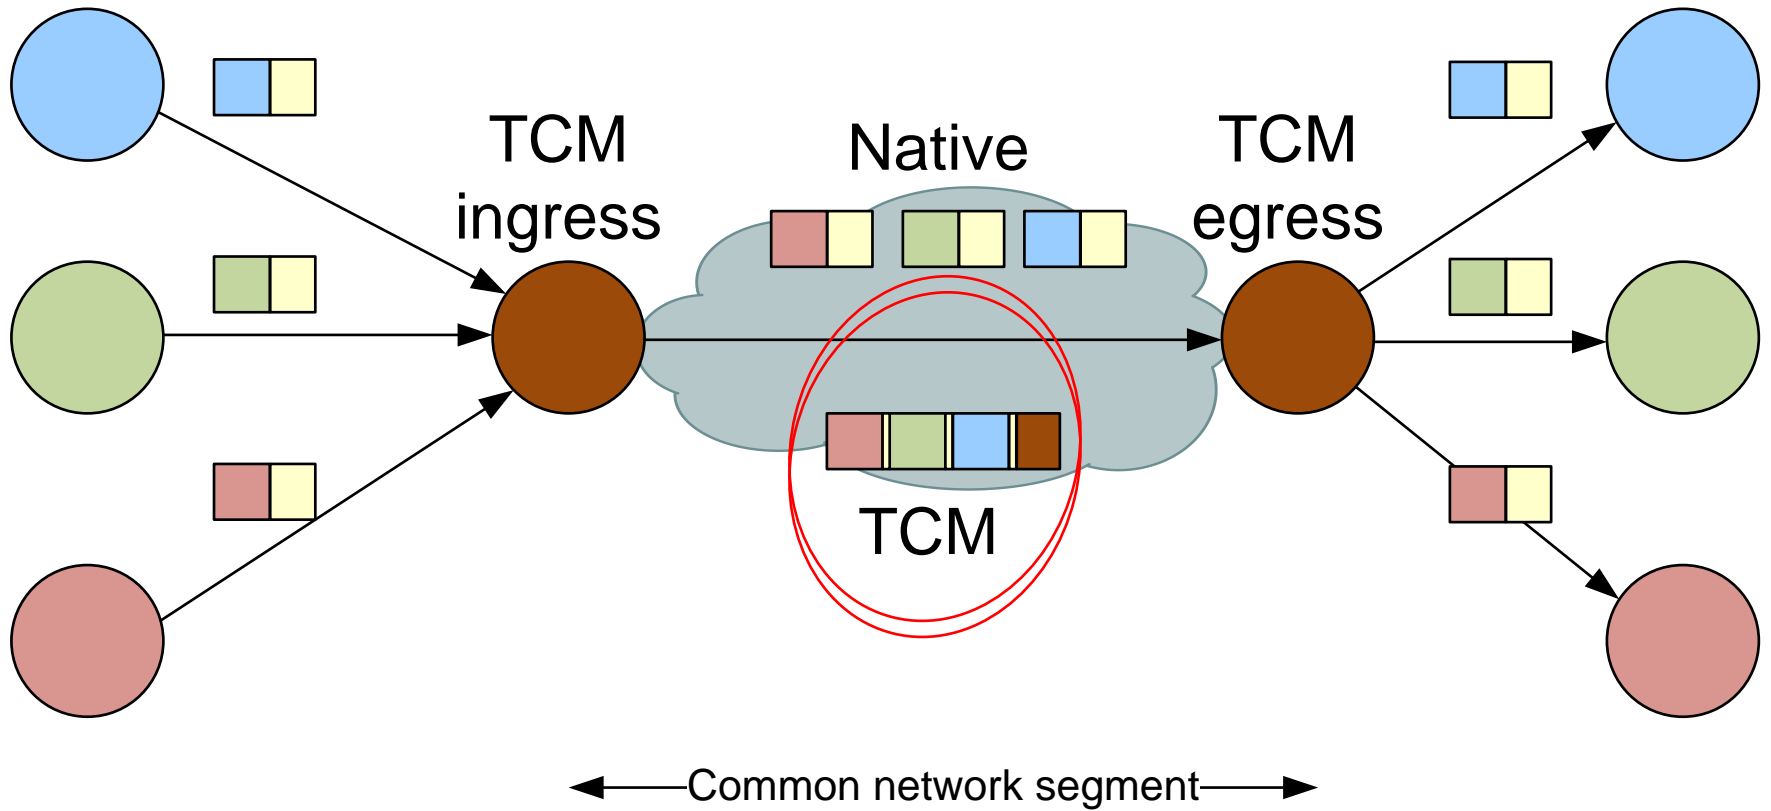 TCM
ingress
Native
TCM
egress
TCM
Common network segment